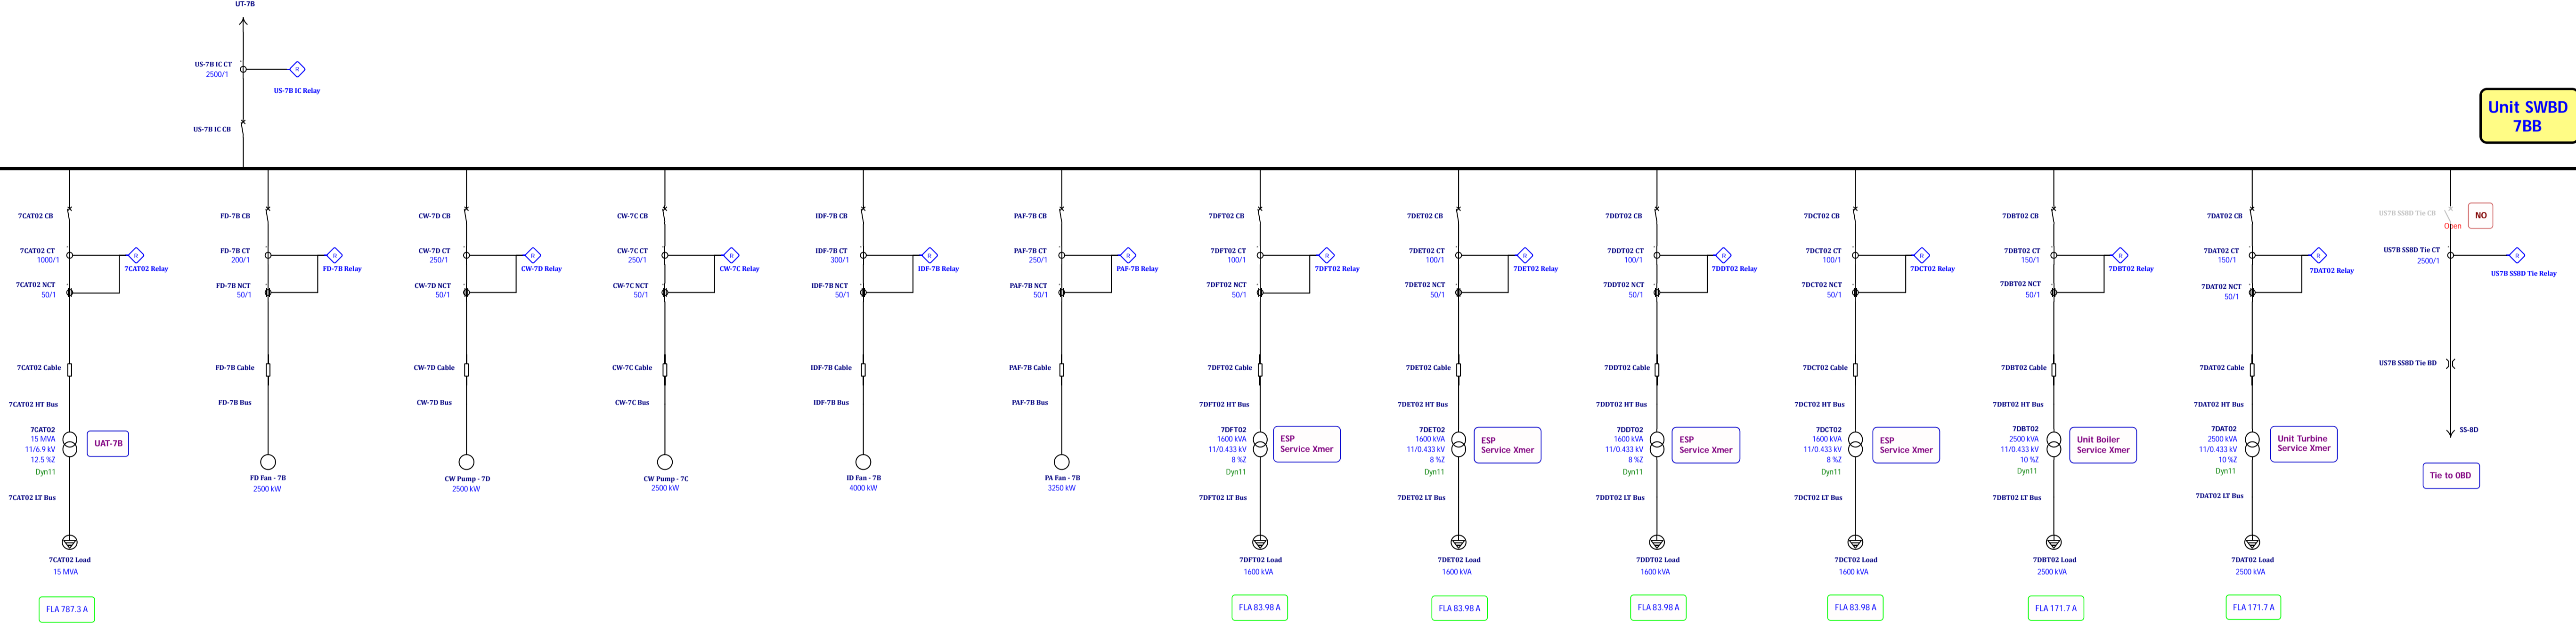 UT-7B
US-7B IC CT
2500/1
R
US-7B IC Relay
US-7B IC CB
Unit SWBD
7BB
7CAT02 CB
7CAT02 CT
1000/1
R
7CAT02 Relay
7CAT02 NCT
50/1
7CAT02 Cable
7CAT02 HT Bus
7CAT02
15 MVA
11/6.9 kV
12.5 %Z
Dyn11
UAT-7B
7CAT02 LT Bus
7CAT02 Load
15 MVA
FLA 787.3 A
FD-7B CB
FD-7B CT
200/1
R
FD-7B Relay
FD-7B NCT
50/1
FD-7B Cable
FD-7B Bus
FD Fan - 7B
2500 kW
CW-7D CB
CW-7D CT
250/1
R
CW-7D Relay
CW-7D NCT
50/1
CW-7D Cable
CW-7D Bus
CW Pump - 7D
2500 kW
CW-7C CB
CW-7C CT
250/1
R
CW-7C Relay
CW-7C NCT
50/1
CW-7C Cable
CW-7C Bus
CW Pump - 7C
2500 kW
IDF-7B CB
IDF-7B CT
300/1
R
IDF-7B Relay
IDF-7B NCT
50/1
IDF-7B Cable
IDF-7B Bus
ID Fan - 7B
4000 kW
PAF-7B CB
PAF-7B CT
250/1
R
PAF-7B Relay
PAF-7B NCT
50/1
PAF-7B Cable
PAF-7B Bus
PA Fan - 7B
3250 kW
7DFT02 CB
7DFT02 CT
100/1
R
7DFT02 Relay
7DFT02 NCT
50/1
7DFT02 Cable
7DFT02 HT Bus
7DFT02
1600 kVA
11/0.433 kV
8 %Z
Dyn11
ESP
Service Xmer
7DFT02 LT Bus
7DFT02 Load
1600 kVA
FLA 83.98 A
7DET02 CB
7DET02 CT
100/1
R
7DET02 Relay
7DET02 NCT
50/1
7DET02 Cable
7DET02 HT Bus
7DET02
1600 kVA
11/0.433 kV
8 %Z
Dyn11
ESP
Service Xmer
7DET02 LT Bus
7DET02 Load
1600 kVA
FLA 83.98 A
7DDT02 CB
7DDT02 CT
100/1
R
7DDT02 Relay
7DDT02 NCT
50/1
7DDT02 Cable
7DDT02 HT Bus
7DDT02
1600 kVA
11/0.433 kV
8 %Z
Dyn11
ESP
Service Xmer
7DDT02 LT Bus
7DDT02 Load
1600 kVA
FLA 83.98 A
7DCT02 CB
7DCT02 CT
100/1
R
7DCT02 Relay
7DCT02 NCT
50/1
7DCT02 Cable
7DCT02 HT Bus
7DCT02
1600 kVA
11/0.433 kV
8 %Z
Dyn11
ESP
Service Xmer
7DCT02 LT Bus
7DCT02 Load
1600 kVA
FLA 83.98 A
7DBT02 CB
7DBT02 CT
150/1
R
7DBT02 Relay
7DBT02 NCT
50/1
7DBT02 Cable
7DBT02 HT Bus
7DBT02
2500 kVA
11/0.433 kV
10 %Z
Dyn11
Unit Boiler
Service Xmer
7DBT02 LT Bus
7DBT02 Load
2500 kVA
FLA 171.7 A
7DAT02 CB
7DAT02 CT
150/1
R
7DAT02 Relay
7DAT02 NCT
50/1
7DAT02 Cable
7DAT02 HT Bus
7DAT02
2500 kVA
11/0.433 kV
10 %Z
Dyn11
Unit Turbine
Service Xmer
7DAT02 LT Bus
7DAT02 Load
2500 kVA
FLA 171.7 A
US7B SS8D Tie CB
NO
Open
US7B SS8D Tie CT
2500/1
R
US7B SS8D Tie Relay
US7B SS8D Tie BD
SS-8D
Tie to 0BD